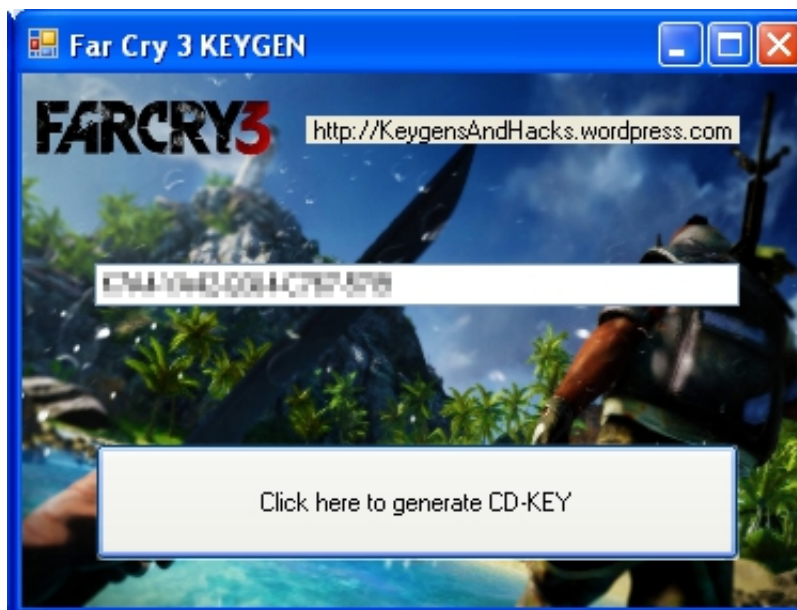 Far Cry 3 KEYGEN
FARCRY3
http://KeygensAndHacks.wordpress.com
Click here to generate CD-KEY